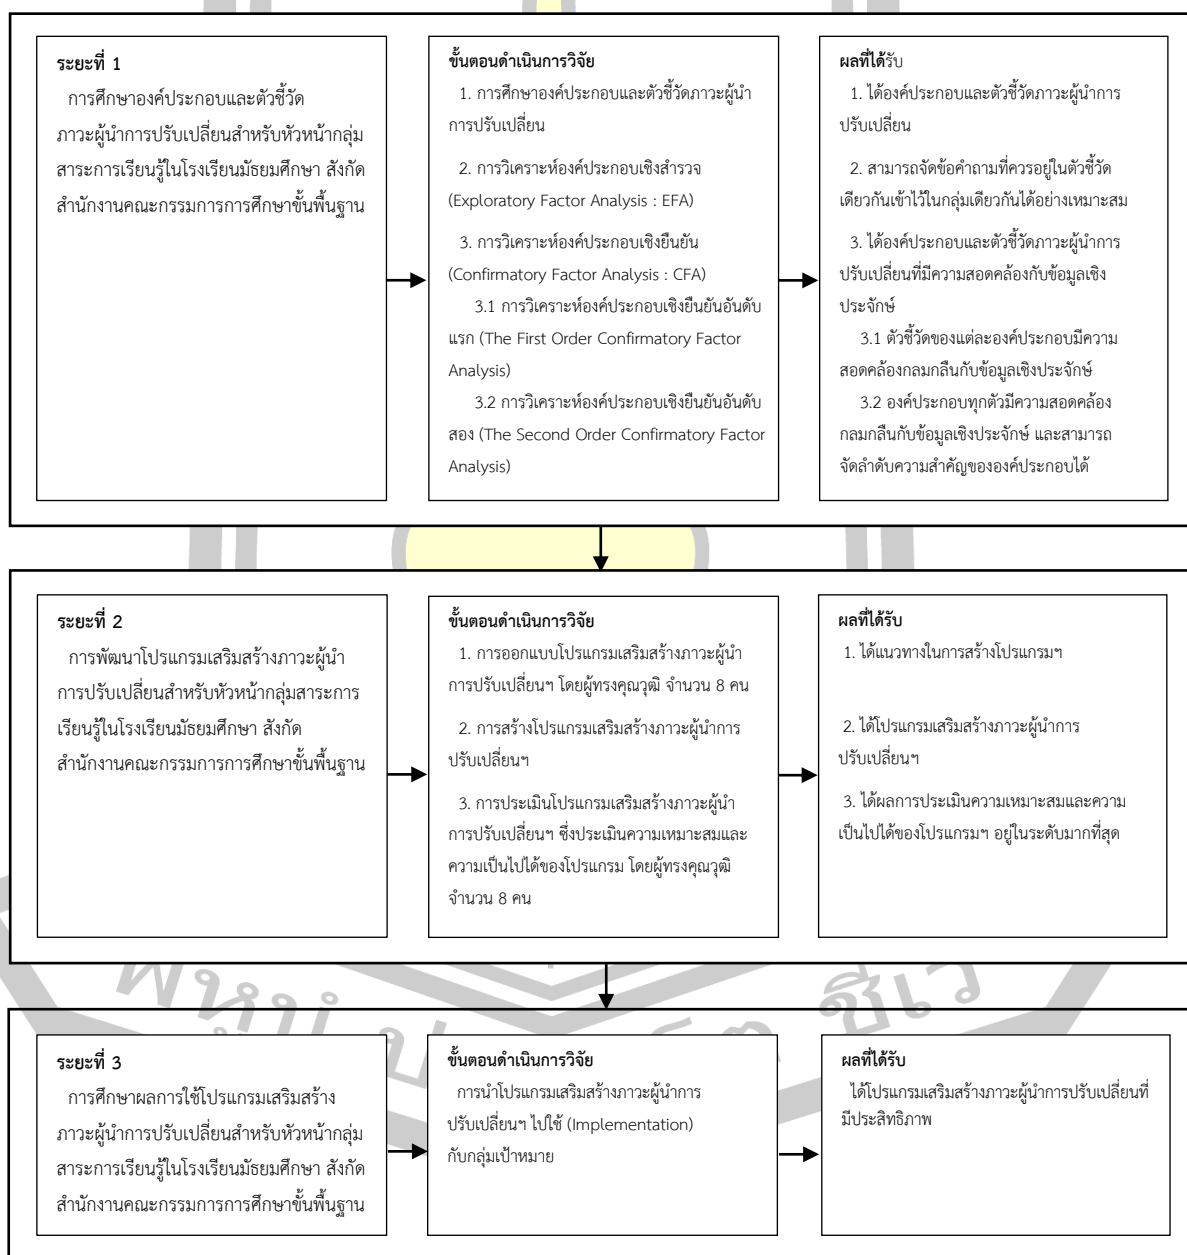 ระยะที่ 1
การศึกษาองค์ประกอบและตัวชี้วัด
ภาวะผู้นำการปรับเปลี่ยนสำหรับหัวหน้ากลุ่ม
สาระการเรียนรู้ในโรงเรียนมัธยมศึกษา สังกัด
สำนักงานคณะกรรมการการศึกษาขั้นพื้นฐาน
ขั้นตอนดำเนินการวิจัย
1. การศึกษาองค์ประกอบและตัวชี้วัดภาวะผู้นำ
การปรับเปลี่ยน
2. การวิเคราะห์องค์ประกอบเชิงสำรวจ
(Exploratory Factor Analysis : EFA)
3. การวิเคราะห์องค์ประกอบเชิงยืนยัน
(Confirmatory Factor Analysis : CFA)
3.1 การวิเคราะห์องค์ประกอบเชิงยืนยันอันดับ
แรก (The First Order Confirmatory Factor
Analysis)
3.2 การวิเคราะห์องค์ประกอบเชิงยืนยันอันดับ
สอง (The Second Order Confirmatory Factor
Analysis)
ผลที่ได้รับ
1. ได้องค์ประกอบและตัวชี้วัดภาวะผู้นำการ
ปรับเปลี่ยน
2. สามารถจัดข้อคำถามที่ควรอยู่ในตัวชี้วัด
เดียวกันเข้าไว้ในกลุ่มเดียวกันได้อย่างเหมาะสม
3. ได้องค์ประกอบและตัวชี้วัดภาวะผู้นำการ
ปรับเปลี่ยนที่มีความสอดคล้องกับข้อมูลเชิง
ประจักษ์
3.1 ตัวชี้วัดของแต่ละองค์ประกอบมีความ
สอดคล้องกลมกลืนกับข้อมูลเชิงประจักษ์
3.2 องค์ประกอบทุกตัวมีความสอดคล้อง
กลมกลืนกับข้อมูลเชิงประจักษ์ และสามารถ
จัดลำดับความสำคัญขององค์ประกอบได้
ระยะที่ 2
การพัฒนาโปรแกรมเสริมสร้างภาวะผู้นำ
การปรับเปลี่ยนสำหรับหัวหน้ากลุ่มสาระการ
เรียนรู้ในโรงเรียนมัธยมศึกษา สังกัด
สำนักงานคณะกรรมการการศึกษาขั้นพื้นฐาน
ขั้นตอนดำเนินการวิจัย
1. การออกแบบโปรแกรมเสริมสร้างภาวะผู้นำ
การปรับเปลี่ยนฯ โดยผู้ทรงคุณวุฒิ จำนวน 8 คน
2. การสร้างโปรแกรมเสริมสร้างภาวะผู้นำการ
ปรับเปลี่ยนฯ
3. การประเมินโปรแกรมเสริมสร้างภาวะผู้นำ
การปรับเปลี่ยนฯ ซึ่งประเมินความเหมาะสมและ
ความเป็นไปได้ของโปรแกรม โดยผู้ทรงคุณวุฒิ
จำนวน 8 คน
ผลที่ได้รับ
1. ได้แนวทางในการสร้างโปรแกรมฯ
2. ได้โปรแกรมเสริมสร้างภาวะผู้นำการ
ปรับเปลี่ยนฯ
3. ได้ผลการประเมินความเหมาะสมและความ
เป็นไปได้ของโปรแกรมฯ อยู่ในระดับมากที่สุด
ระยะที่ 3
การศึกษาผลการใช้โปรแกรมเสริมสร้าง
ภาวะผู้นำการปรับเปลี่ยนสำหรับหัวหน้ากลุ่ม
สาระการเรียนรู้ในโรงเรียนมัธยมศึกษา สังกัด
สำนักงานคณะกรรมการการศึกษาขั้นพื้นฐาน
ขั้นตอนดำเนินการวิจัย
การนำโปรแกรมเสริมสร้างภาวะผู้นำการ
ปรับเปลี่ยนฯ ไปใช้ (Implementation)
กับกลุ่มเป้าหมาย
ผลที่ได้รับ
ได้โปรแกรมเสริมสร้างภาวะผู้นำการปรับเปลี่ยนที่
มีประสิทธิภาพ